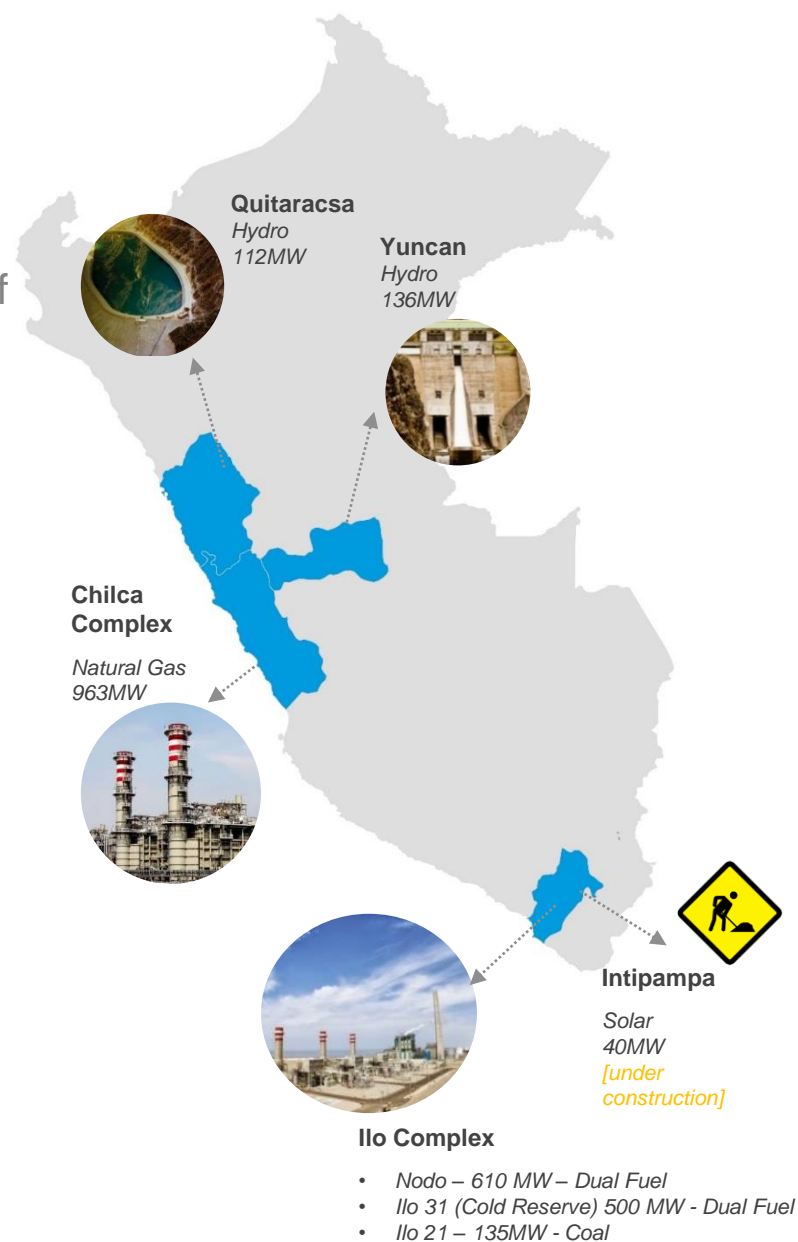 Quitaracsa
Hydro
112MW
Yuncan
Hydro
136MW
f
Chilca
Complex
Natural Gas
963MW
Intipampa
Solar
40MW
[under
construction]
Ilo Complex
• Nodo – 610 MW – Dual Fuel
• Ilo 31 (Cold Reserve) 500 MW - Dual Fuel
• Ilo 21 – 135MW - Coal